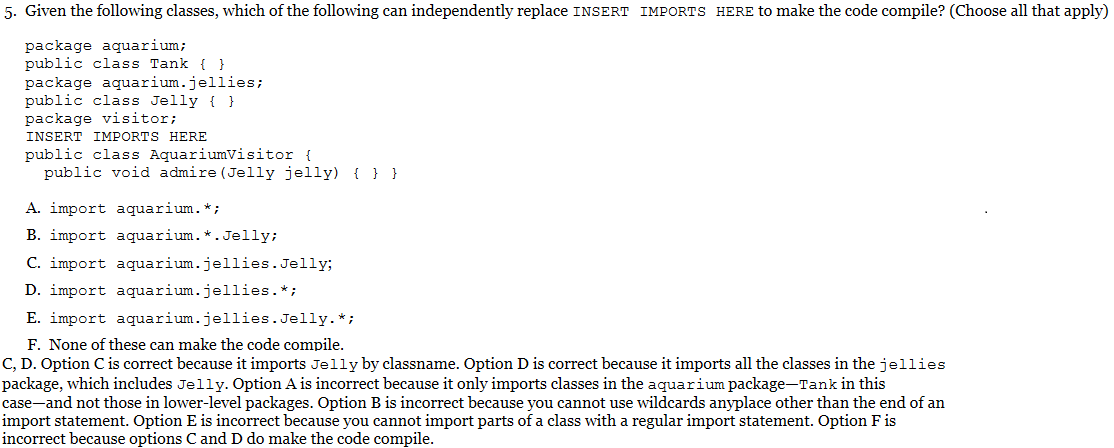 5. Given the following classes, which of the following can independently replace INSERT IMPORTS HERE to make the code compile? (Choose all that apply)
package aquarium;
public class Tank { }
package aquarium.jellies;
public class Jelly { }
package visitor;
INSERT IMPORTS HERE
public class AquariumVisitor {
public void admire(Jelly jelly) { } }
A. import aquarium.*;
B. import aquarium.*.Jelly;
C. import aquarium.jellies.Jelly;
D. import aquarium.jellies.*;
E. import aquarium.jellies.Jelly.*;
F. None of these can make the code compile.
C, D. Option C is correct because it imports Jelly by classname. Option D is correct because it imports all the classes in the jellies
package, which includes Jelly. Option A is incorrect because it only imports classes in the aquarium package—Tank in this
case—and not those in lower-level packages. Option B is incorrect because you cannot use wildcards anyplace other than the end of an
import statement. Option E is incorrect because you cannot import parts of a class with a regular import statement. Option F is
incorrect because options C and D do make the code compile.